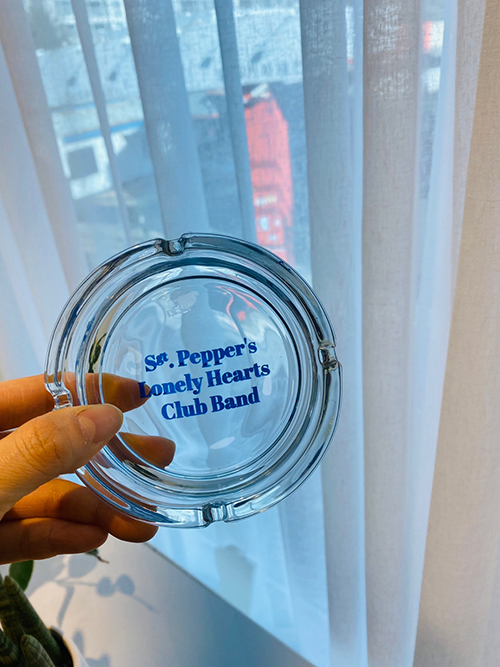 Sgt. Pepper's
Lonely Hearts
Club Band